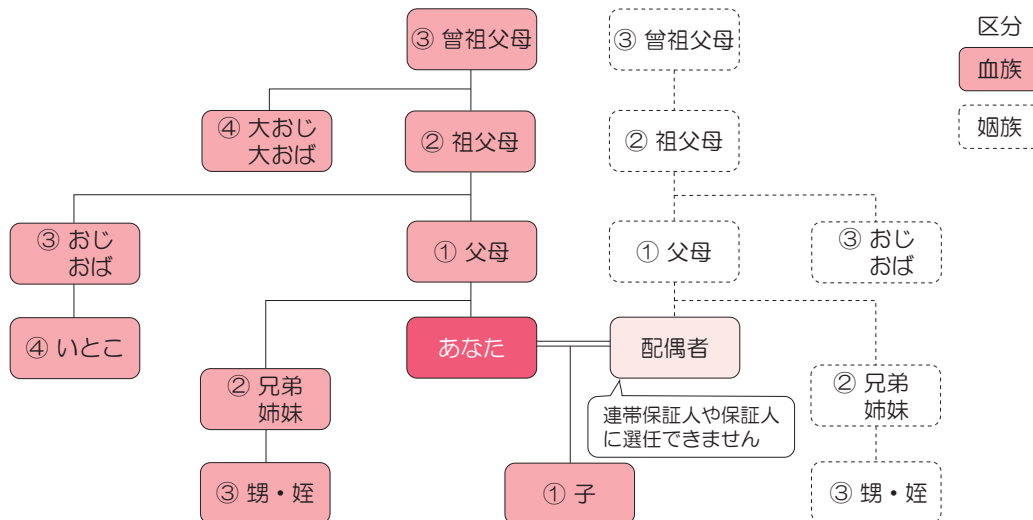 ③ 曾祖父母
③ 曾祖父母
区分
血族
④ 大おじ
大おば
② 祖父母
② 祖父母
姻族
③ おじ
おば
① 父母
① 父母
③ おじ
おば
④ いとこ
あなた
配偶者
② 兄弟
姉妹
連帯保証人や保証人
に選任できません
② 兄弟
姉妹
③ 甥・姪
① 子
③ 甥・姪